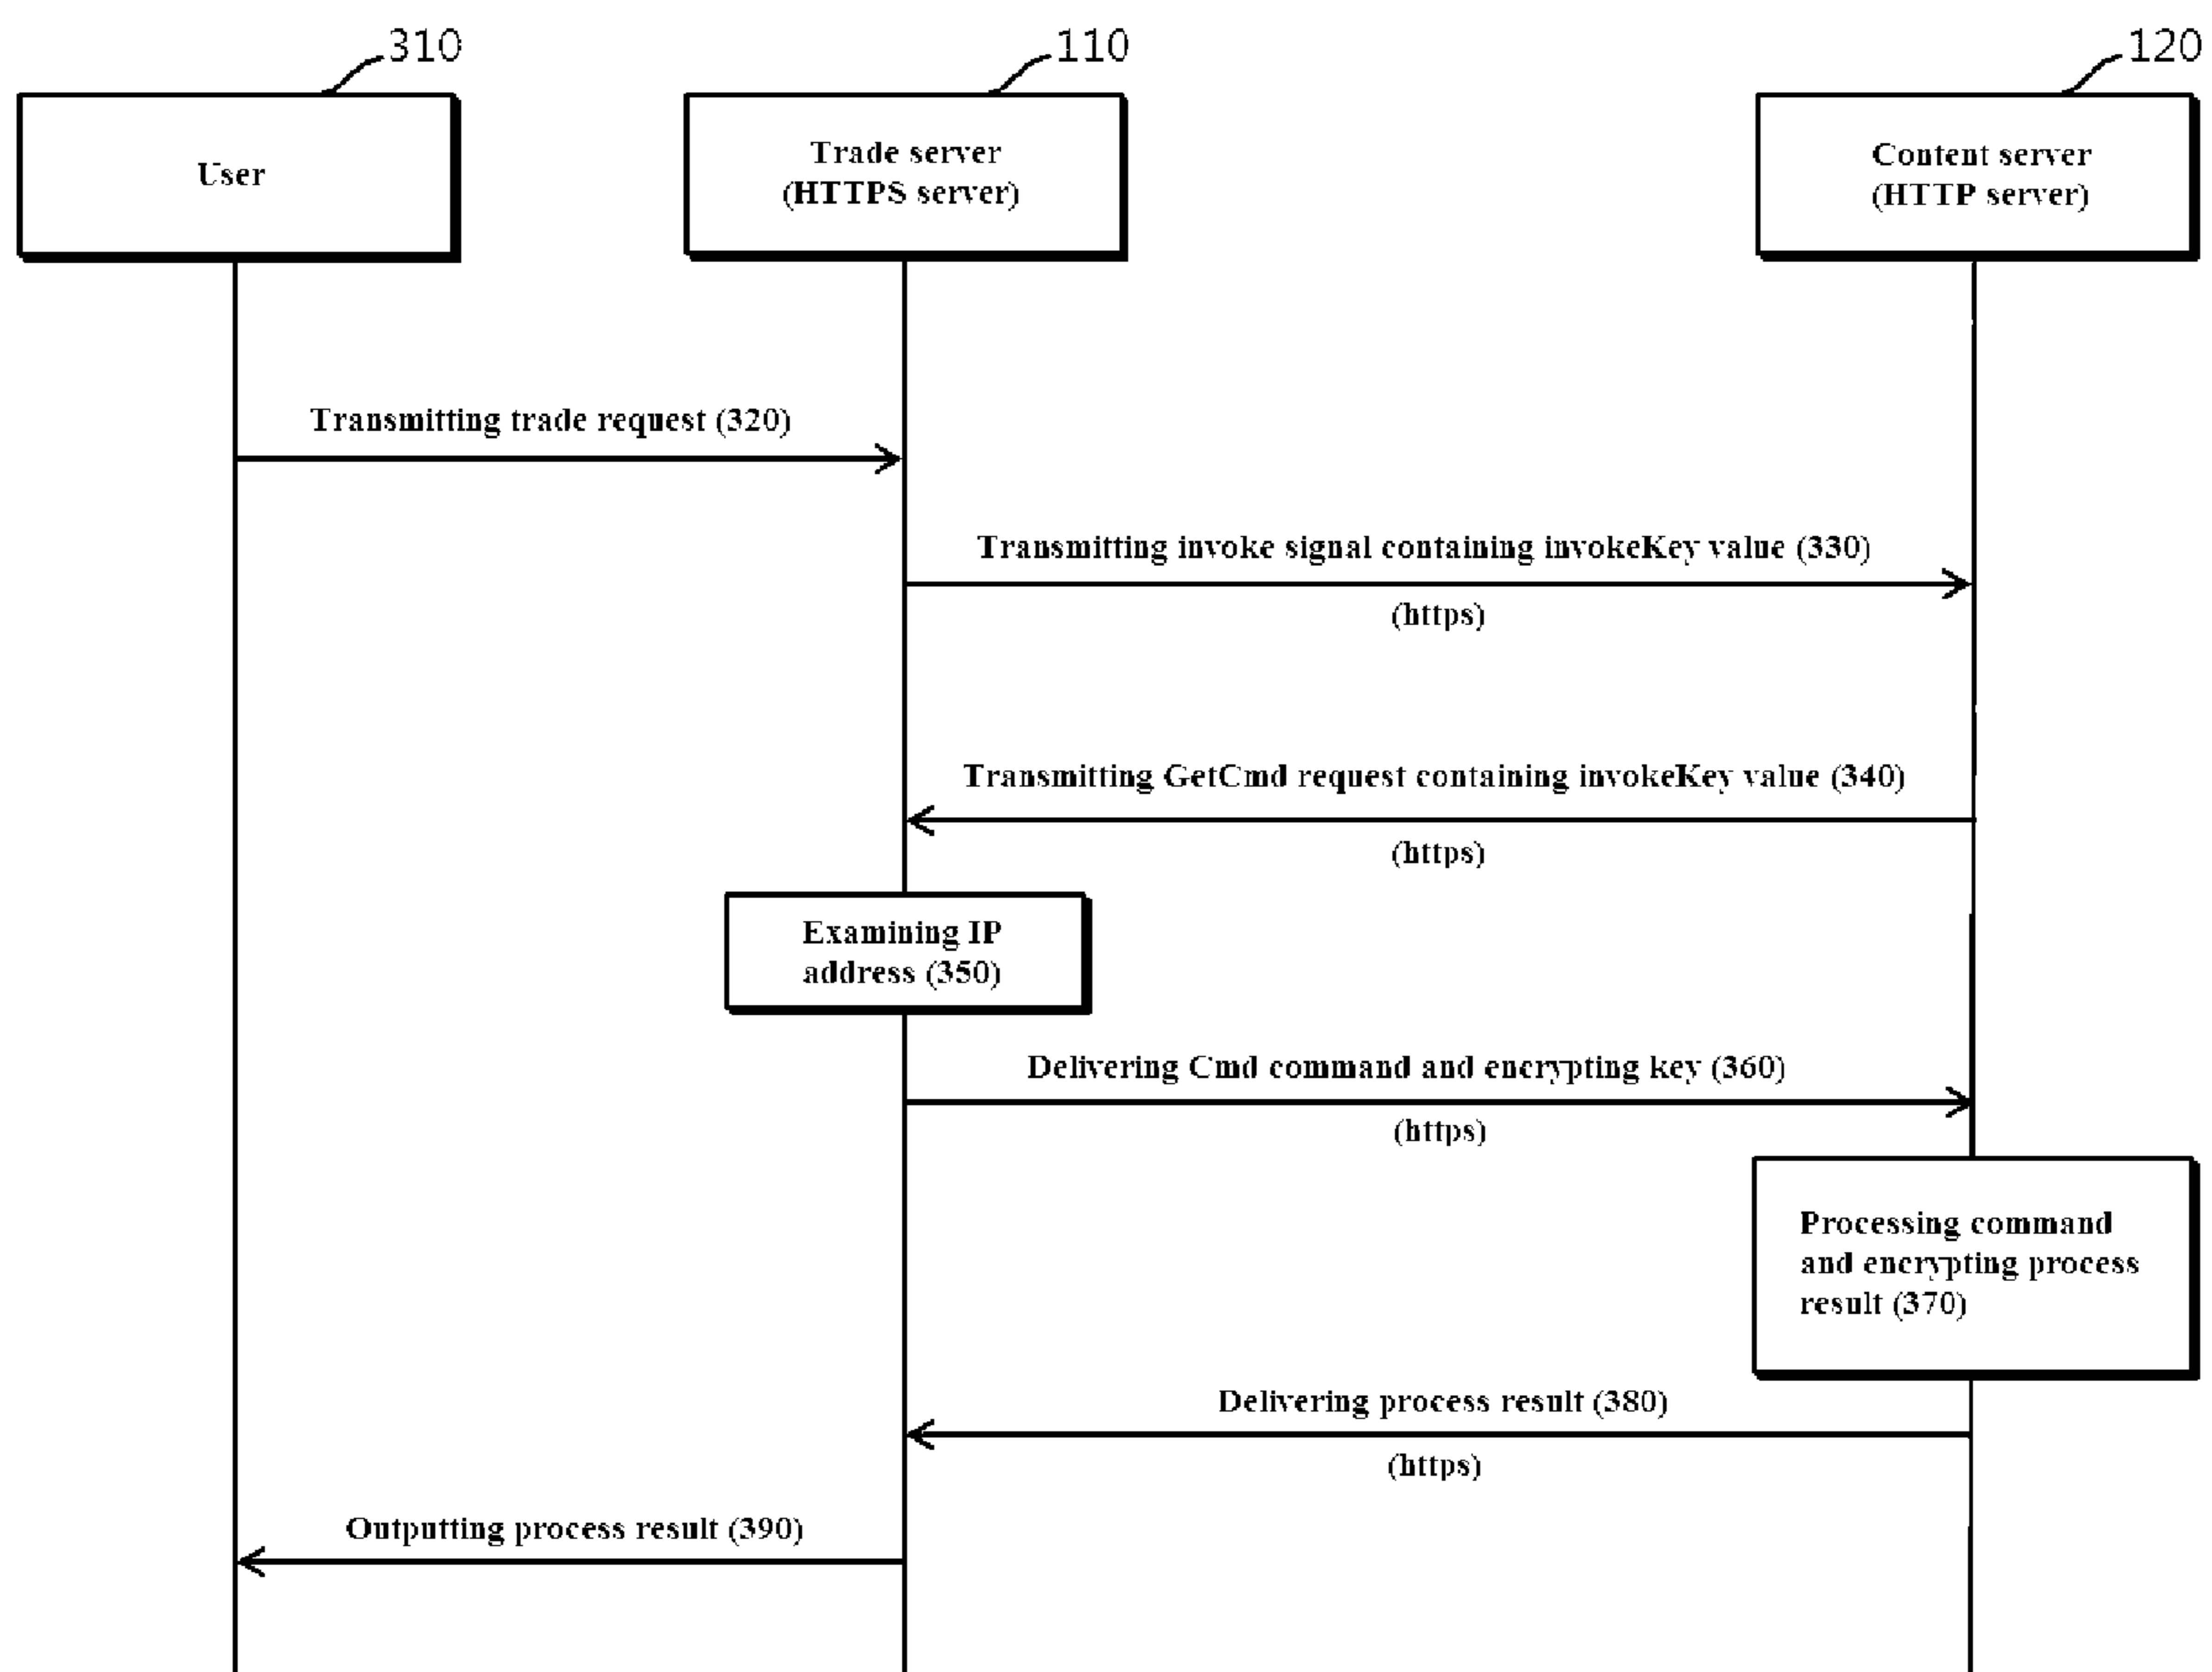 310
110
120
User
Trade server
(HTTPS server)
Content server
(HTTP server)
Transmitting trade request (320)
Transmitting invoke signal containing invokeKey value (330)
(https)
Transmitting GetCmd request containing invokeKey value (340)
(https)
Examining IP
address (350)
Delivering Cmd command and encrypting key (360)
(https)
Processing command
and encrypting process
result (370)
Delivering process result (380)
(https)
Outputting process result (390)